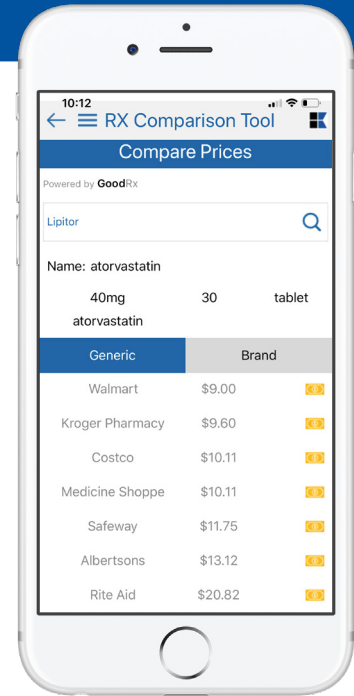 10:12
RX Comparison Tool
Compare Prices
Powered by GoodRx
Lipitor
Name: atorvastatin
40mg 30 tablet
atorvastatin
Generic Brand
Walmart $9.00
Kroger Pharmacy $9.60
Costco $10.11
Medicine Shoppe $10.11
Safeway $11.75
Albertsons $13.12
Rite Aid $20.82